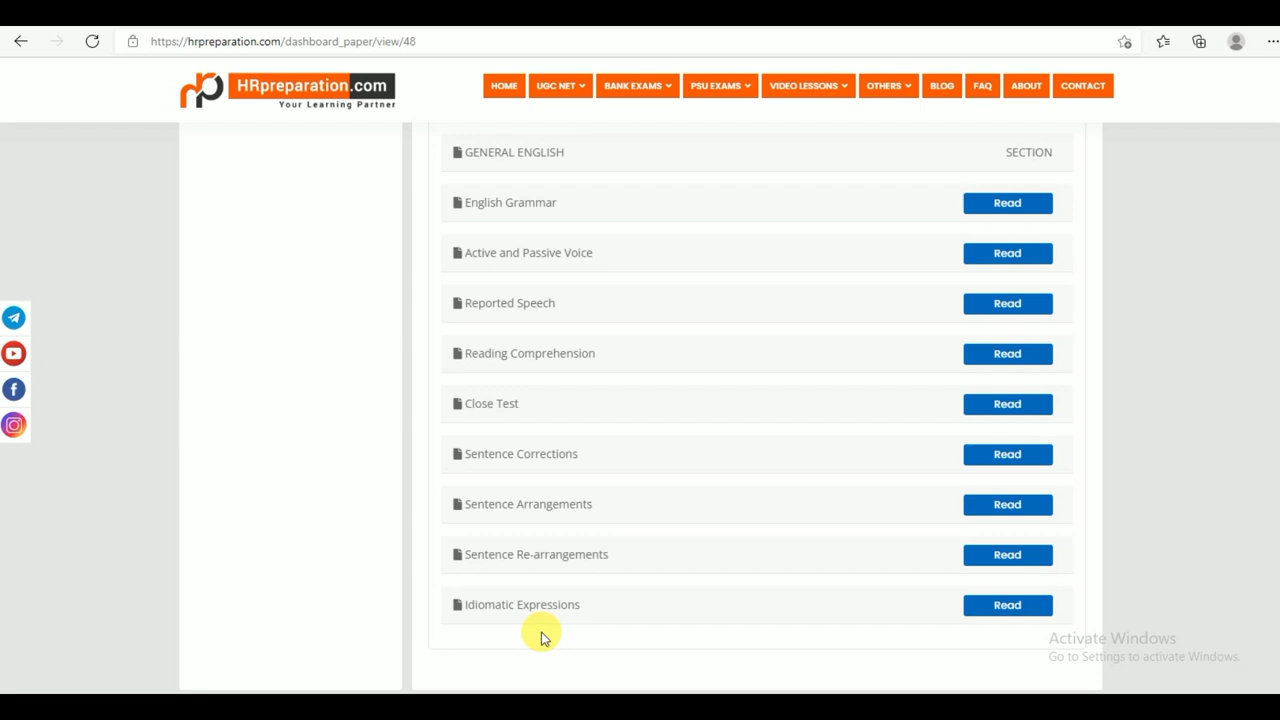 https://hrpreparation.com/dashboard_paper/view/48
HRpreparation.com
Your Learning Partner
HOME UGC NET BANK EXAMS PSU EXAMS VIDEO LESSONS OTHERS BLOG FAQ ABOUT CONTACT
GENERAL ENGLISH SECTION
English Grammar Read
Active and Passive Voice Read
Reported Speech Read
Reading Comprehension Read
Close Test Read
Sentence Corrections Read
Sentence Arrangements Read
Sentence Re-arrangements Read
Idiomatic Expressions Read
Activate Windows
Go to Settings to activate Windows.